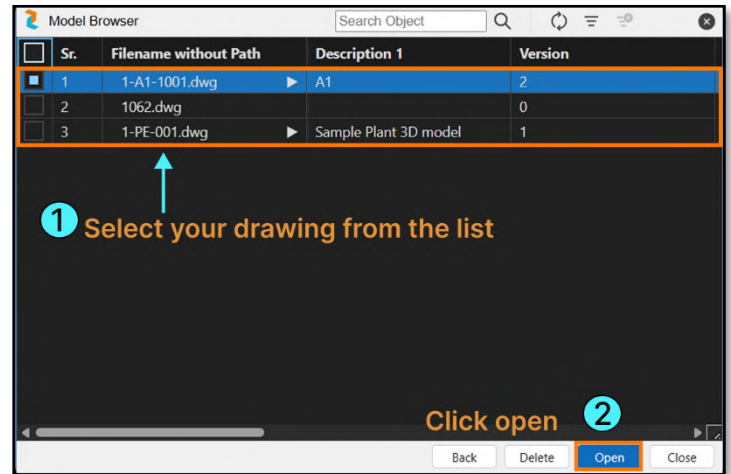 Model Browser Search Object
Sr. Filename without Path Description 1 Version
1 1-A1-1001.dwg A1 2
2 1062.dwg 0
3 1-PE-001.dwg Sample Plant 3D model 1
1 Select your drawing from the list
Click open 2
Back Delete Open Close